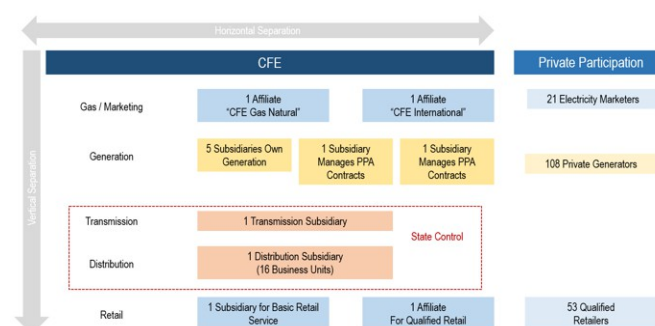 Horizontal Separation
Vertical Separation
CFE
Private Participation
Gas / Marketing
1 Affiliate
“CFE Gas Natural”
1 Affiliate
“CFE International”
21 Electricity Marketers
Generation
5 Subsidiaries Own
Generation
1 Subsidiary
Manages PPA
Contracts
1 Subsidiary
Manages PPA
Contracts
108 Private Generators
Transmission
1 Transmission Subsidiary
State Control
Distribution
1 Distribution Subsidiary
(16 Business Units)
Retail
1 Subsidiary for Basic Retail
Service
1 Affiliate
For Qualified Retail
53 Qualified
Retailers